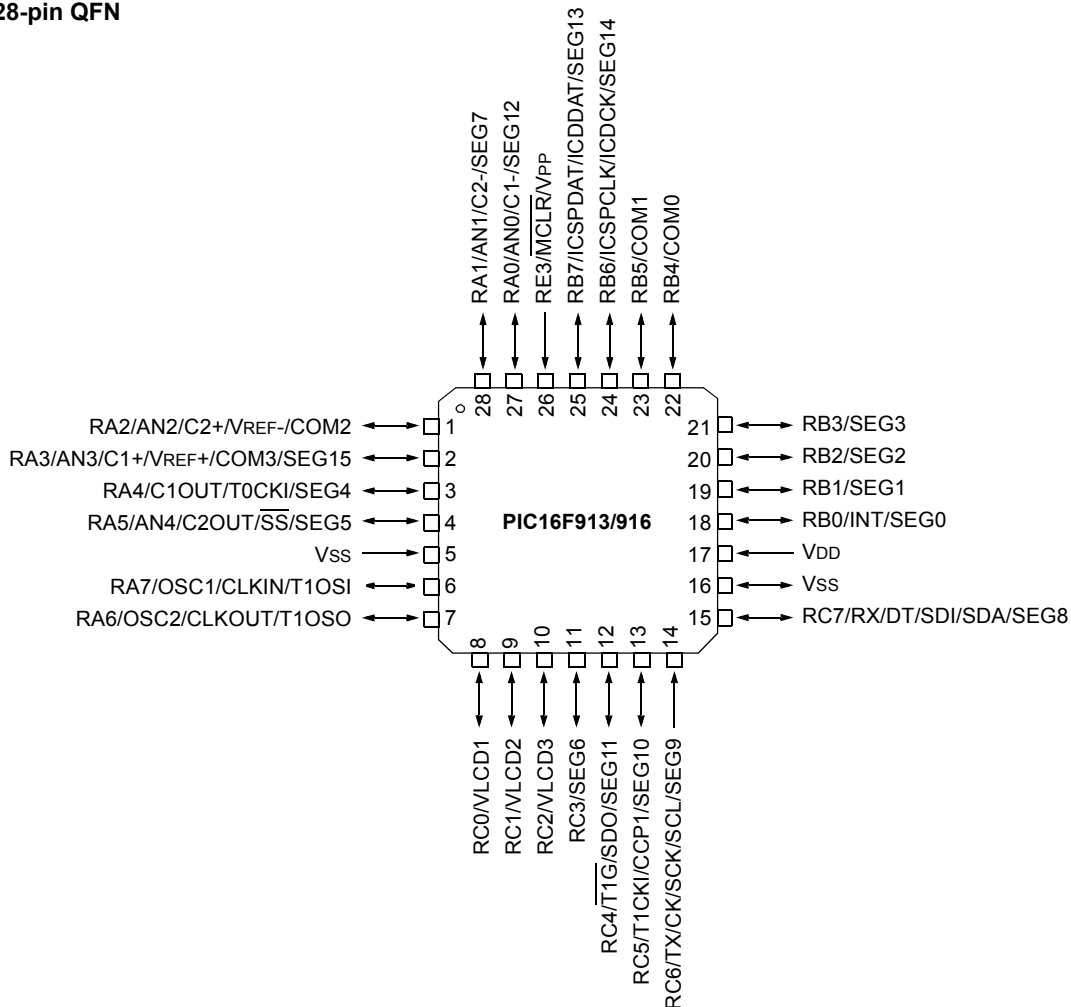 28-pin QFN
RA1/AN1/C2-/SEG7
RA0/AN0/C1-/SEG12
RE3/MCLR/VPP
RB7/ICSPDAT/ICDDAT/SEG13
RB6/ICSPCLK/ICDCK/SEG14
RB5/COM1
RB4/COM0
28
27
26
25
24
23
22
RA2/AN2/C2+/VREF-/COM2
RA3/AN3/C1+/VREF+/COM3/SEG15
RA4/C1OUT/T0CKI/SEG4
RA5/AN4/C2OUT/SS/SEG5
VSS
RA7/OSC1/CLKIN/T1OSI
RA6/OSC2/CLKOUT/T1OSO
1
2
3
4
5
6
7
PIC16F913/916
21
20
19
18
17
16
15
RB3/SEG3
RB2/SEG2
RB1/SEG1
RB0/INT/SEG0
VDD
VSS
RC7/RX/DT/SDI/SDA/SEG8
8
9
10
11
12
13
14
RC0/VLCD1
RC1/VLCD2
RC2/VLCD3
RC3/SEG6
RC4/T1G/SDO/SEG11
RC5/T1CKI/CCP1/SEG10
RC6/TX/CK/SCK/SCL/SEG9